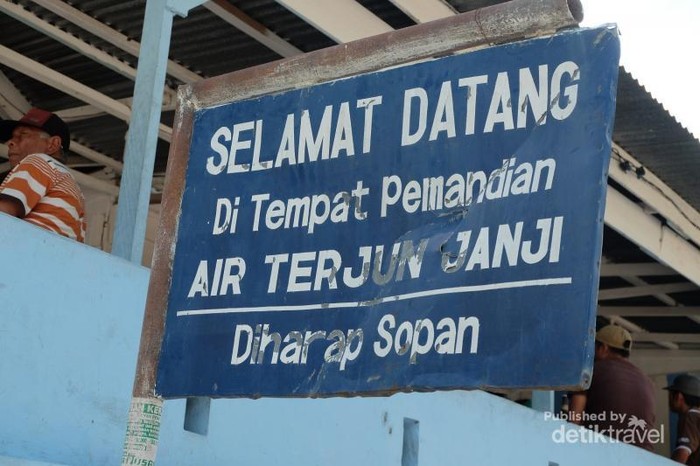 SELAMAT DATANG
Di Tempat Pemandian
AIR TERJUN JANJI
Diharap Sopan
Published by
detiktravel